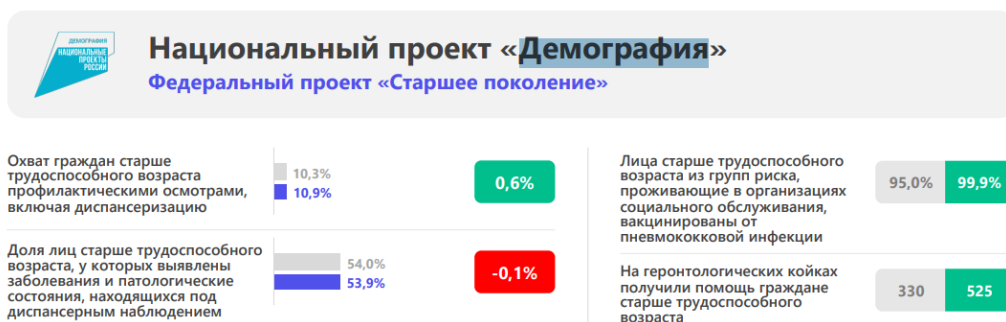 ДЕМОГРАФИЯ
НАЦИОНАЛЬНЫЕ
ПРОЕКТЫ
РОССИИ
Национальный проект «Демография»
Федеральный проект «Старшее поколение»
Охват граждан старше
трудоспособного возраста
профилактическими осмотрами,
включая диспансеризацию
10,3%
10,9%
0,6%
Доля лиц старше трудоспособного
возраста, у которых выявлены
заболевания и патологические
состояния, находящихся под
диспансерным наблюдением
54,0%
53,9%
-0,1%
Лица старше трудоспособного
возраста из групп риска,
проживающие в организациях
социального обслуживания,
вакцинированы от
пневмококковой инфекции
95,0% 99,9%
На геронтологических койках
получили помощь граждане
старше трудоспособного
возраста
330 525